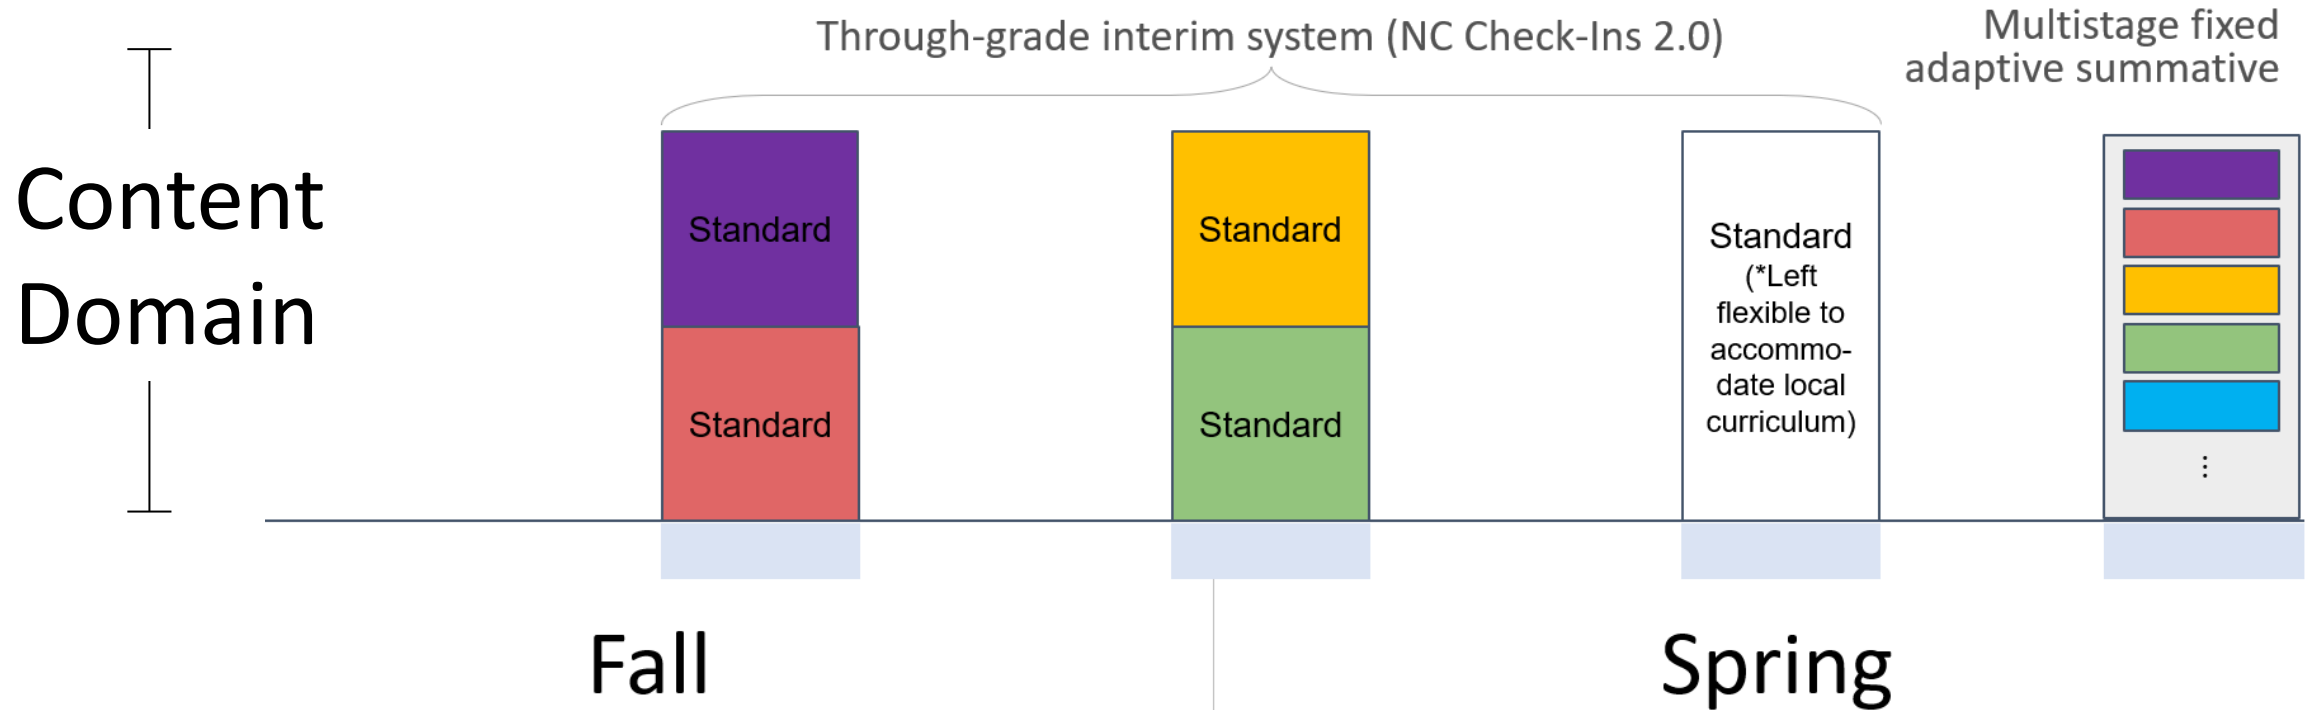 Through-grade interim system (NC Check-Ins 2.0)
Multistage fixed
adaptive summative
Content
Domain
Standard
Standard
Standard
Standard
Standard
(*Left
flexible to
accommo-
date local
curriculum)
⋮
Fall
Spring